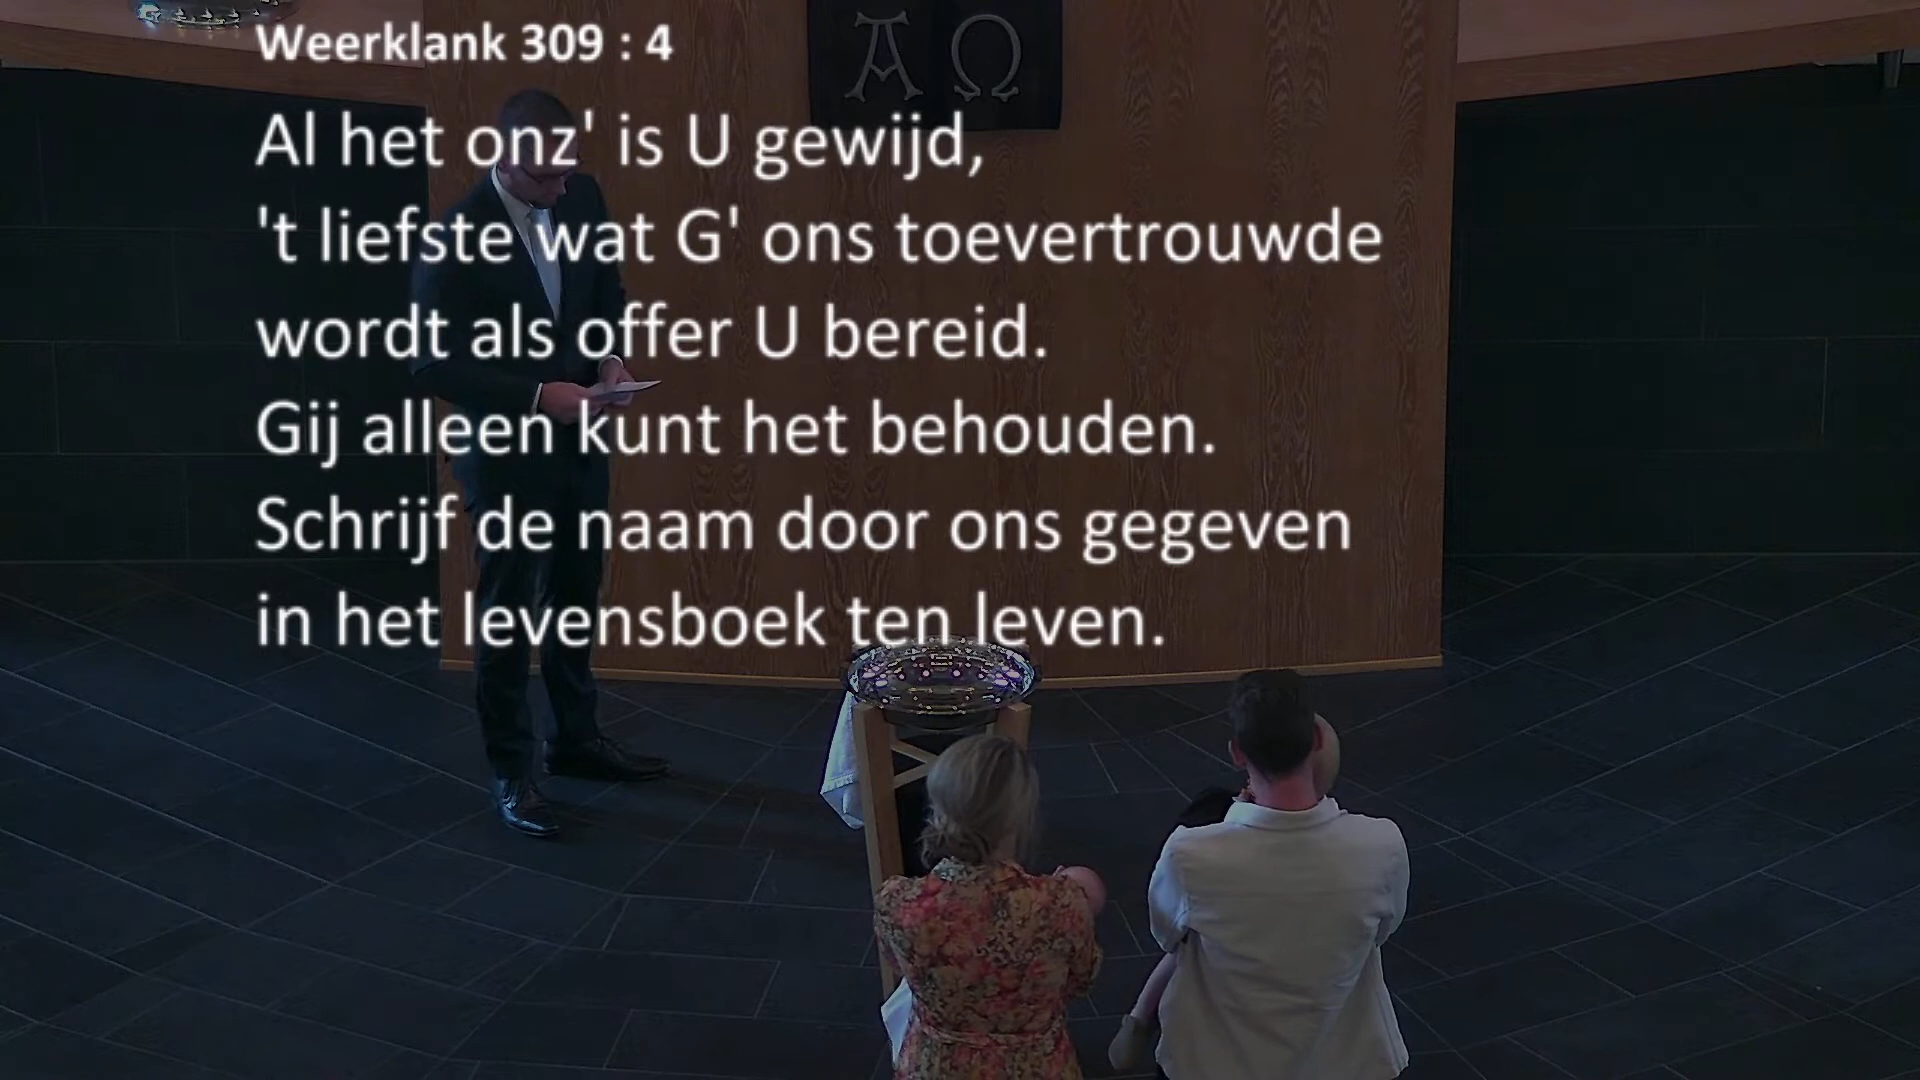 Weerklank 309 : 4
Α Ω
Al het onz' is U gewijd,
't liefste wat G' ons toevertrouwde
wordt als offer U bereid.
Gij alleen kunt het behouden.
Schrijf de naam door ons gegeven
in het levensboek ten leven.